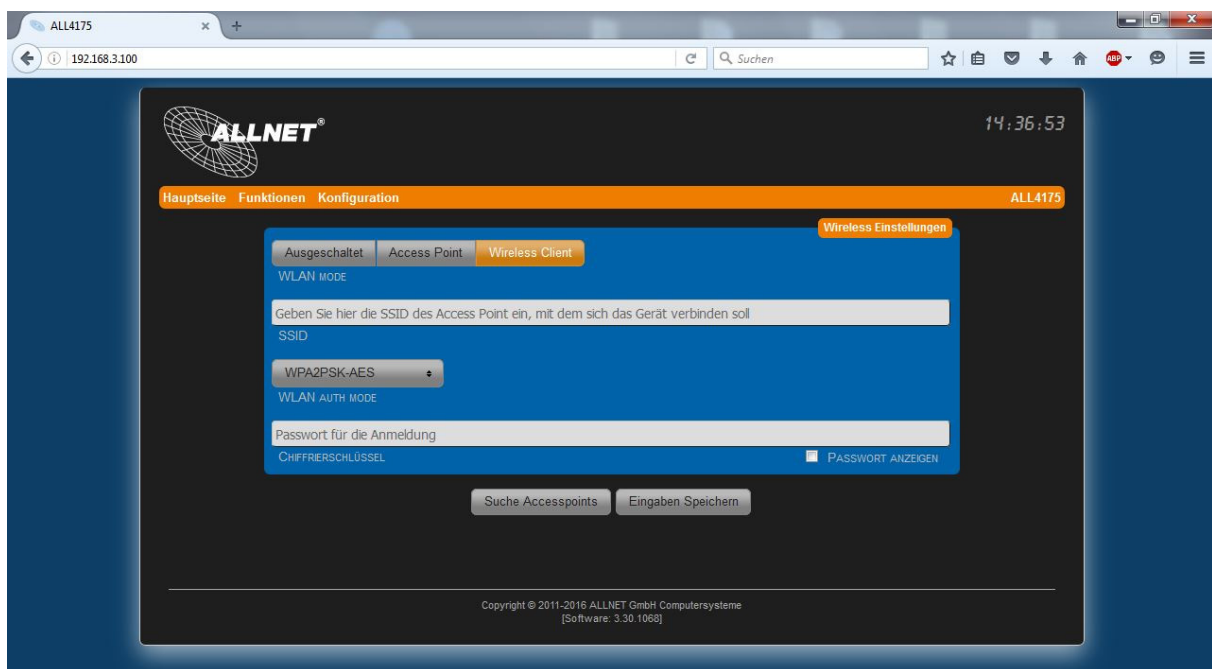 ALL4175
192.168.3.100
Suchen
ABP
ALLNET®
14:36:53
Hauptseite Funktionen Konfiguration
ALL4175
Wireless Einstellungen
Ausgeschaltet Access Point Wireless Client
WLAN MODE
Geben Sie hier die SSID des Access Point ein, mit dem sich das Gerät verbinden soll
SSID
WPA2PSK-AES
WLAN AUTH MODE
Passwort für die Anmeldung
CHIFFRIERSCHLÜSSEL
PASSWORT ANZEIGEN
Suche Accesspoints Eingaben Speichern
Copyright © 2011-2016 ALLNET GmbH Computersysteme
[Software: 3.30.1068]